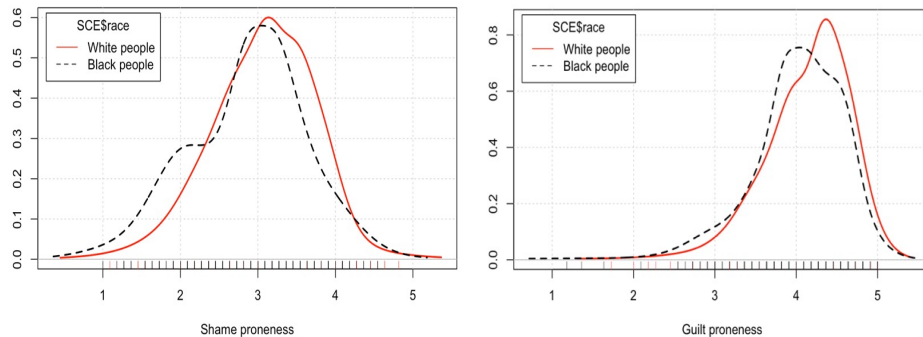 SCE$race
White people
Black people
0.6
0.5
0.4
0.3
0.2
0.1
0.0
1 2 3 4 5
Shame proneness
SCE$race
White people
Black people
0.8
0.6
0.4
0.2
0.0
1 2 3 4 5
Guilt proneness